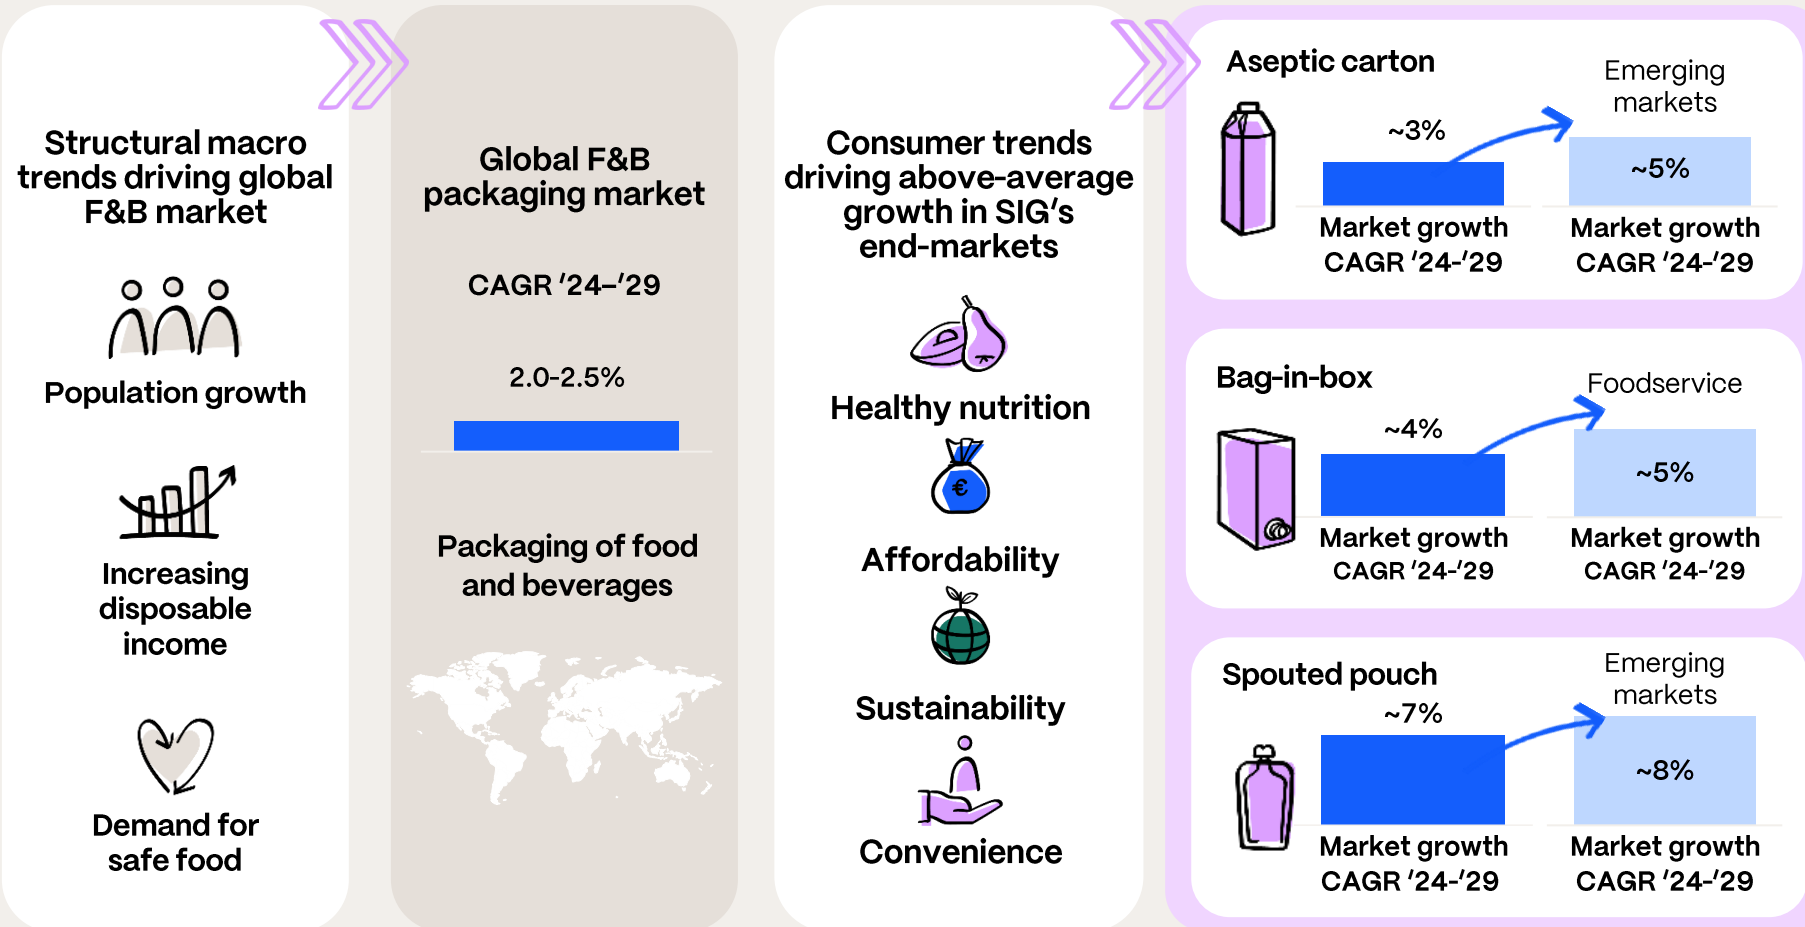 Structural macro
trends driving global
F&B market
Population growth
Increasing
disposable
income
Demand for
safe food
Global F&B
packaging market
CAGR ’24–’29
2.0-2.5%
Packaging of food
and beverages
Consumer trends
driving above-average
growth in SIG’s
end-markets
Healthy nutrition
€
Affordability
Sustainability
Convenience
Aseptic carton
~3%
Market growth
CAGR ’24-’29
Emerging
markets
~5%
Market growth
CAGR ’24-’29
Bag-in-box
~4%
Market growth
CAGR ’24-’29
Foodservice
~5%
Market growth
CAGR ’24-’29
Spouted pouch
~7%
Market growth
CAGR ’24-’29
Emerging
markets
~8%
Market growth
CAGR ’24-’29